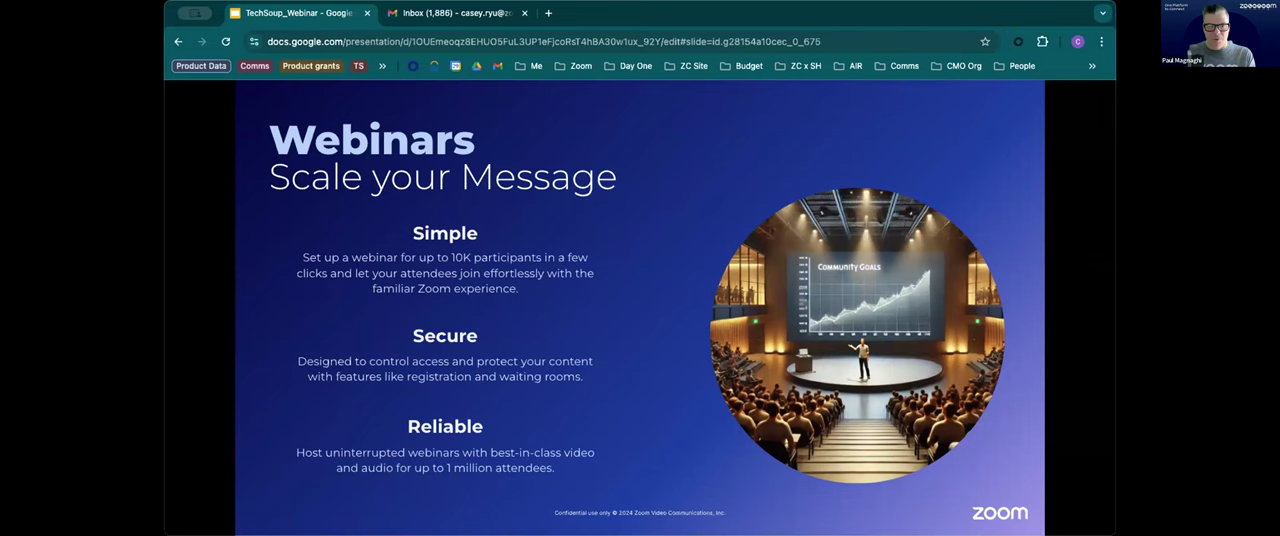 TechSoup_Webinar - Google
Inbox (1,886) - casey.ryu@zo
docs.google.com/presentation/d/1OUEmeoqz8EHUO5FuL3UP1eFjcoRsT4hBA30w1ux_92Y/edit#slide=id.g28154a10cec_0_675
C
Product Data
Comms
Product grants
TS
Me
Zoom
Day One
ZC Site
Budget
ZC x SH
AIR
Comms
CMO Org
People
Paul Magnaghi
Webinars
Scale your Message
Simple
Set up a webinar for up to 10K participants in a few
clicks and let your attendees join effortlessly with the
familiar Zoom experience.
Secure
Designed to control access and protect your content
with features like registration and waiting rooms.
Reliable
Host uninterrupted webinars with best-in-class video
and audio for up to 1 million attendees.
Community Goals
Confidential use only © 2024 Zoom Video Communications, Inc.
zoom